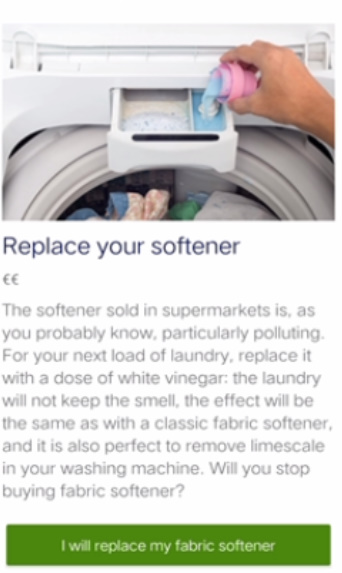 Replace your softener
€€
The softener sold in supermarkets is, as
you probably know, particularly polluting.
For your next load of laundry, replace it
with a dose of white vinegar: the laundry
will not keep the smell, the effect will be
the same as with a classic fabric softener,
and it is also perfect to remove limescale
in your washing machine. Will you stop
buying fabric softener?
I will replace my fabric softener